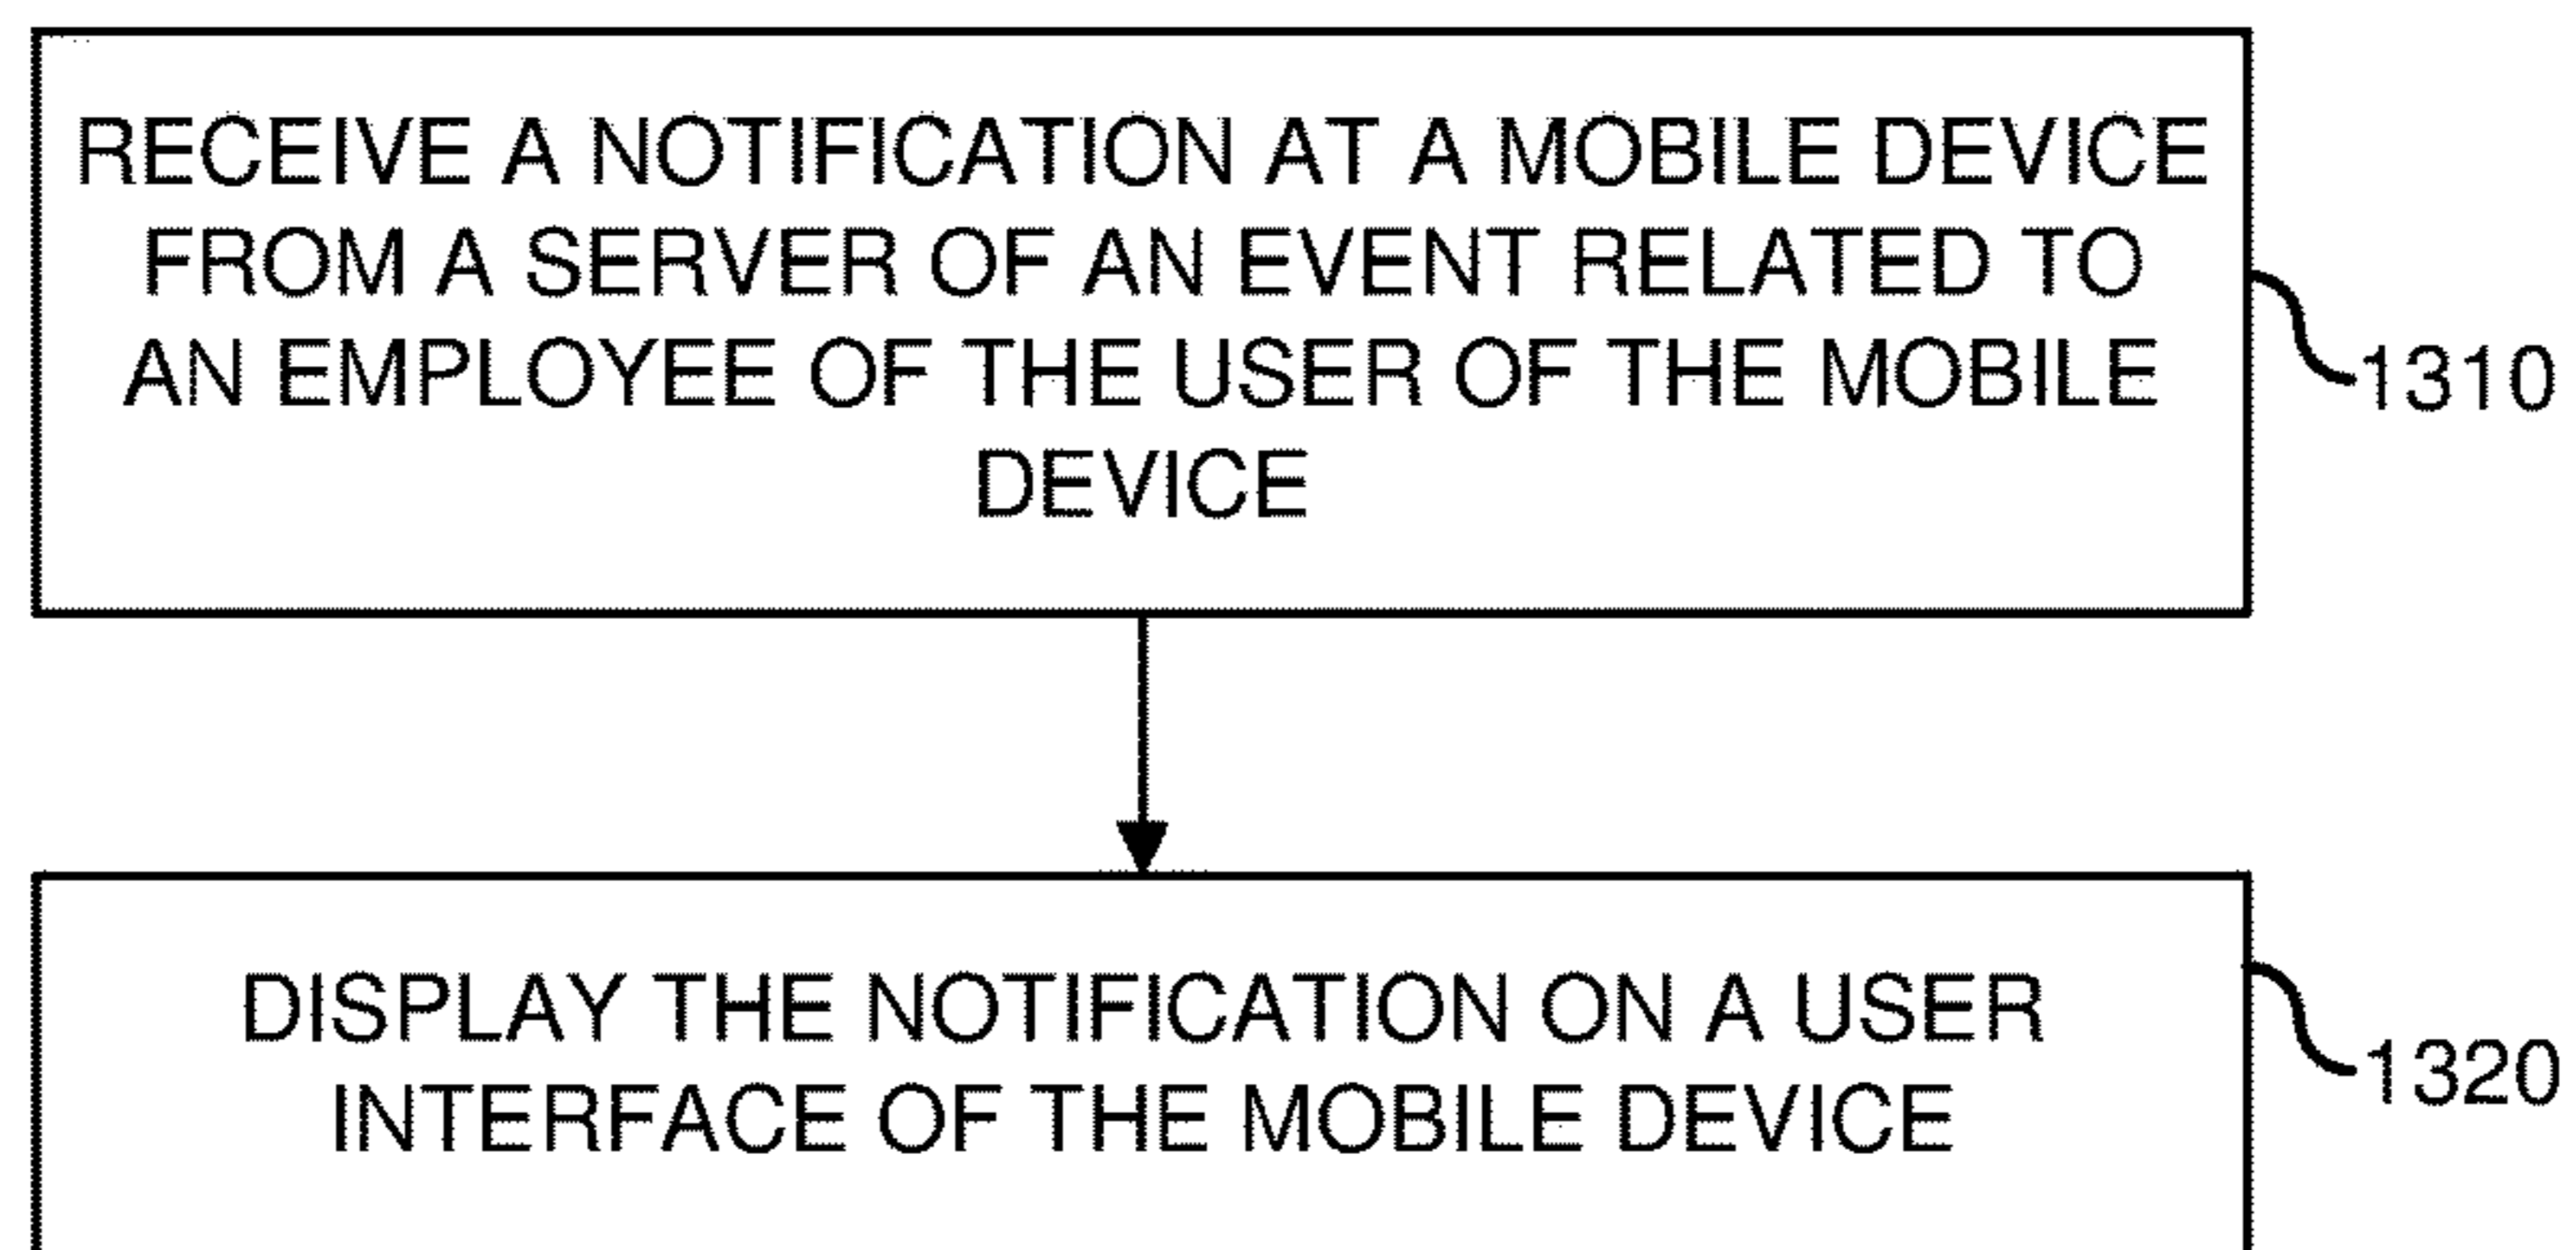 RECEIVE A NOTIFICATION AT A MOBILE DEVICE
FROM A SERVER OF AN EVENT RELATED TO
AN EMPLOYEE OF THE USER OF THE MOBILE
DEVICE
1310
DISPLAY THE NOTIFICATION ON A USER
INTERFACE OF THE MOBILE DEVICE
1320